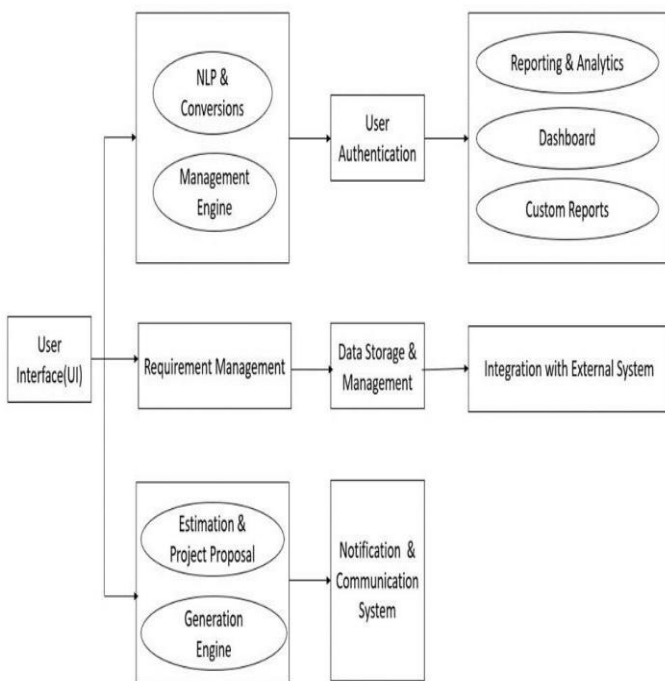 NLP &
Conversions
Management
Engine
User
Authentication
Reporting & Analytics
Dashboard
Custom Reports
User
Interface(UI)
Requirement Management
Data Storage &
Management
Integration with External System
Estimation &
Project Proposal
Generation
Engine
Notification &
Communication
System